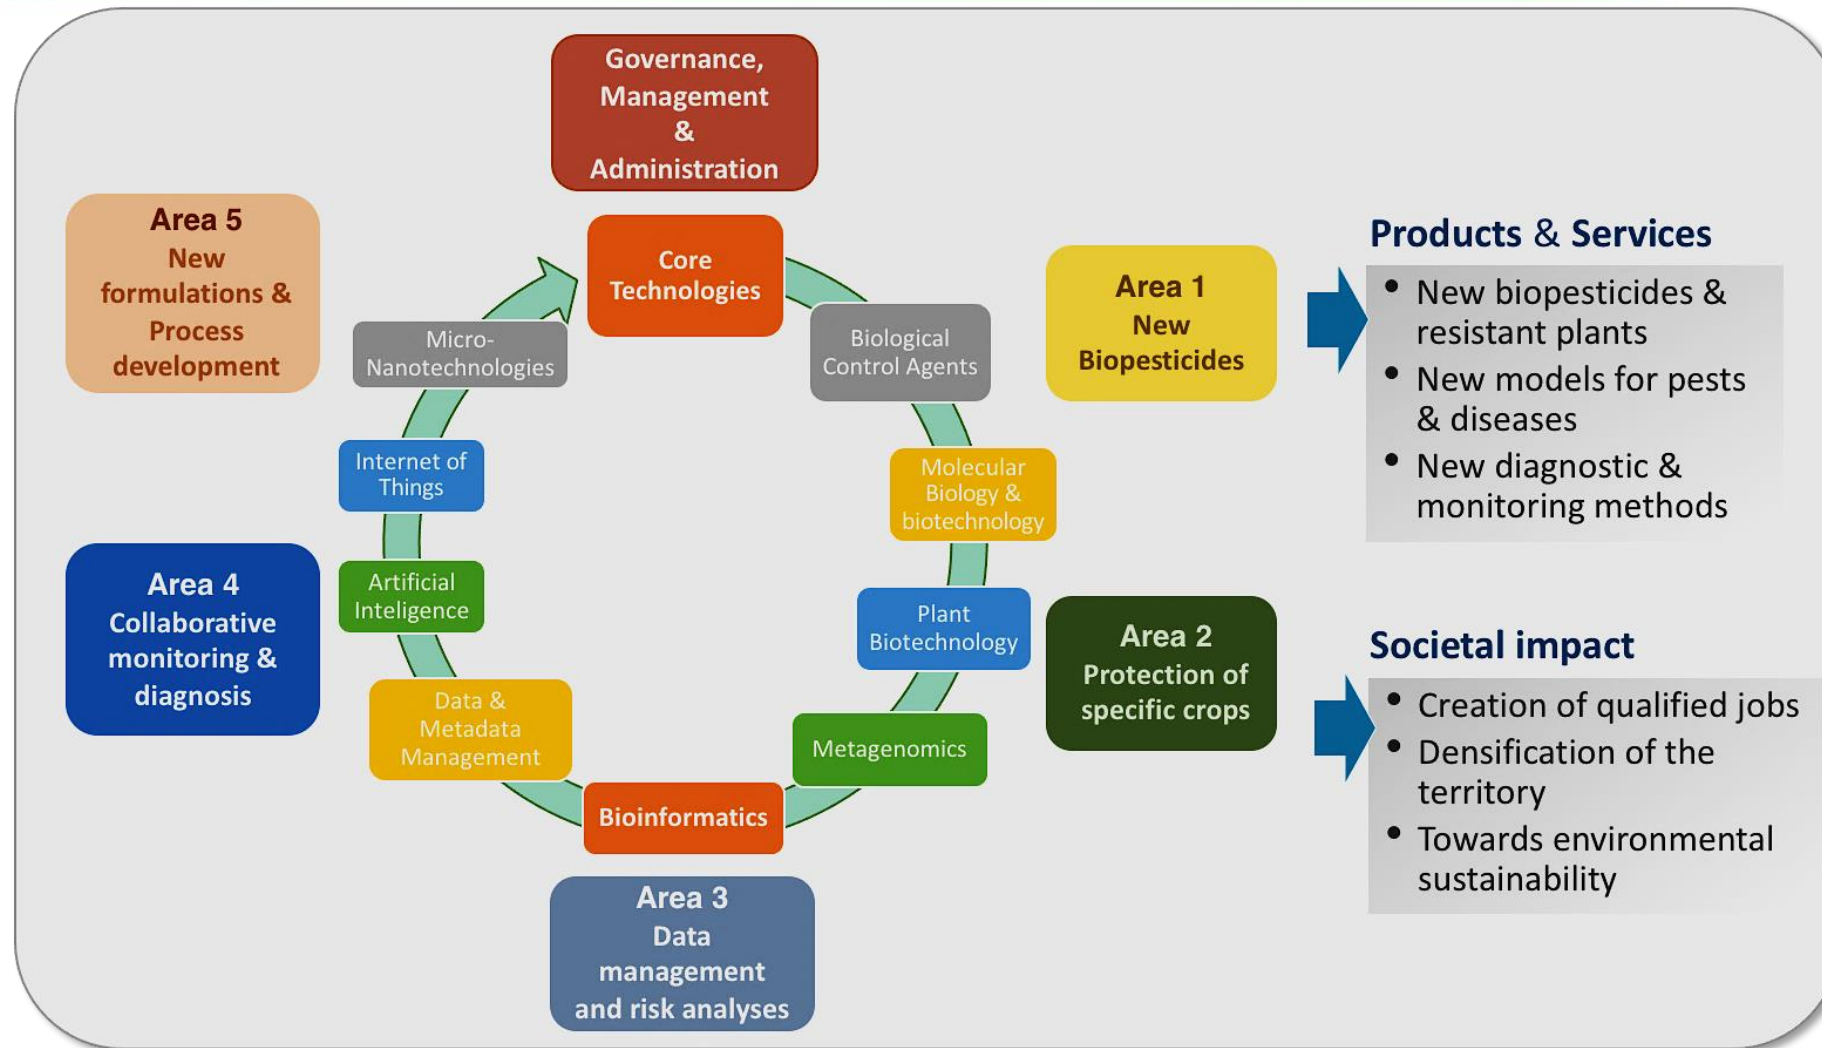 Governance,
Management
&
Administration
Core
Technologies
Biological
Control Agents
Molecular
Biology &
biotechnology
Plant
Biotechnology
Metagenomics
Bioinformatics
Data &
Metadata
Management
Artificial
Inteligence
Internet of
Things
Micro-
Nanotechnologies
Area 1
New
Biopesticides
Area 2
Protection of
specific crops
Area 3
Data
management
and risk analyses
Area 4
Collaborative
monitoring &
diagnosis
Area 5
New
formulations &
Process
development
Products & Services
• New biopesticides &
resistant plants
• New models for pests
& diseases
• New diagnostic &
monitoring methods
Societal impact
• Creation of qualified jobs
• Densification of the
territory
• Towards environmental
sustainability